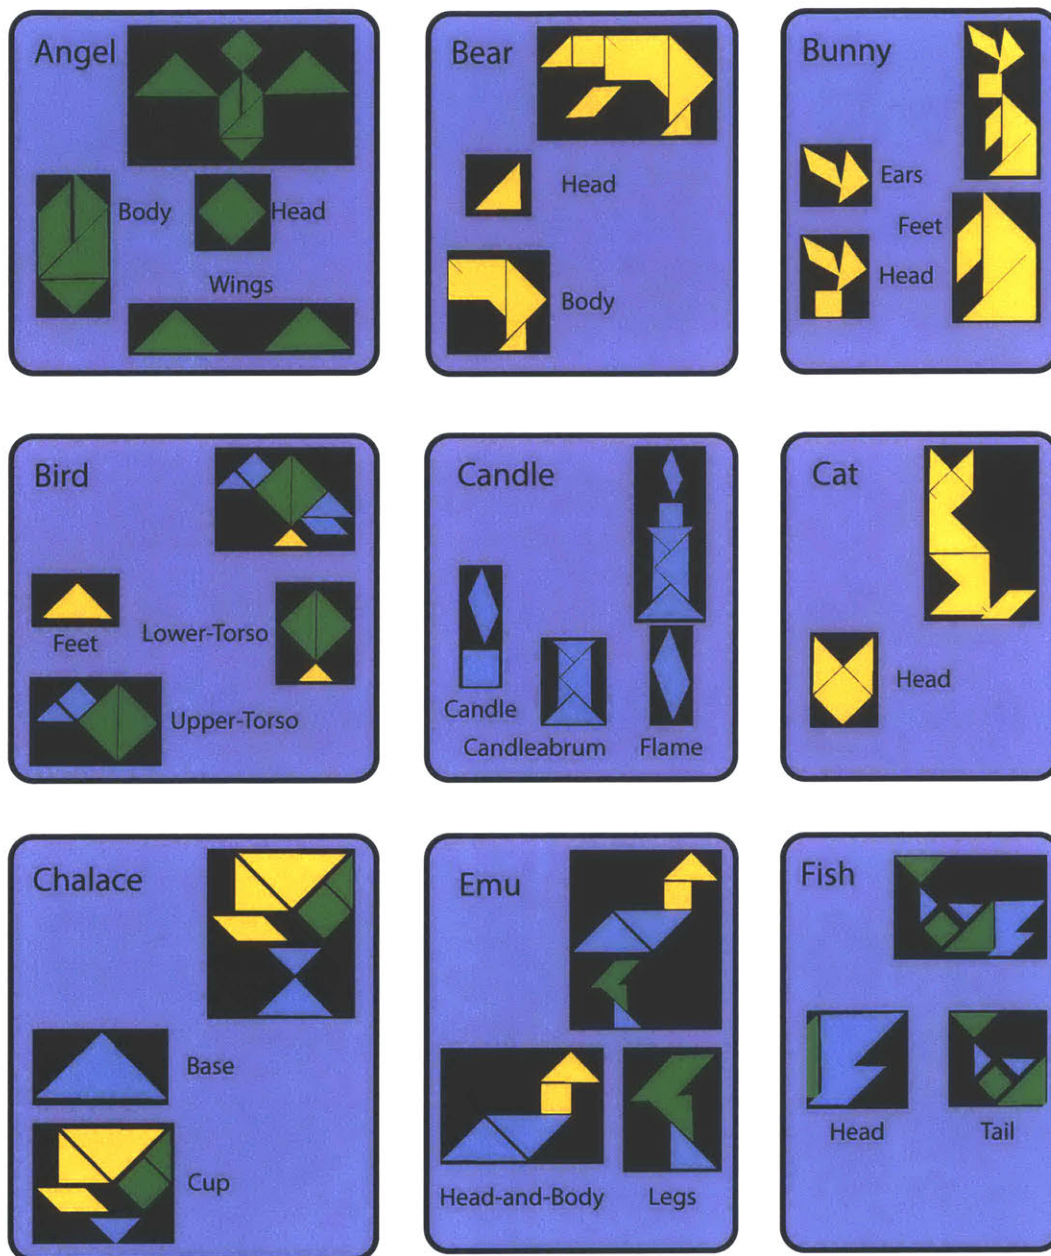 Angel
Body
Head
Wings
Bear
Head
Body
Bunny
Ears
Feet
Head
Bird
Feet
Lower-Torso
Upper-Torso
Candle
Candle
Candleabrum
Flame
Cat
Head
Chalace
Base
Cup
Emu
Head-and-Body
Legs
Fish
Head
Tail